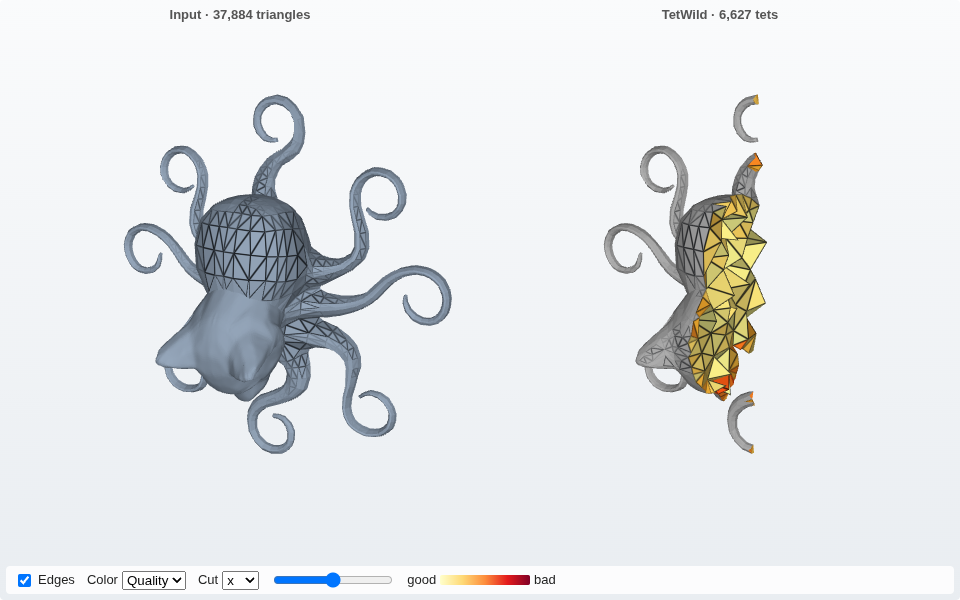 Input · 37,884 triangles
TetWild · 6,627 tets
Edges Color Quality Cut x good bad